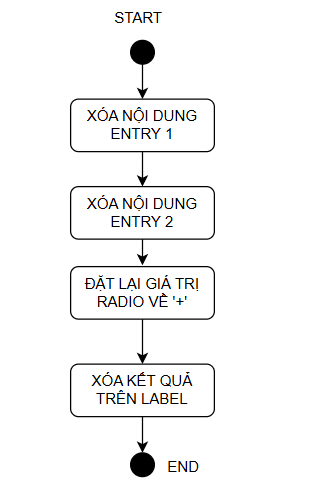 START
XÓA NỘI DUNG
ENTRY 1
XÓA NỘI DUNG
ENTRY 2
ĐẶT LẠI GIÁ TRỊ
RADIO VỀ '+'
XÓA KẾT QUẢ
TRÊN LABEL
END